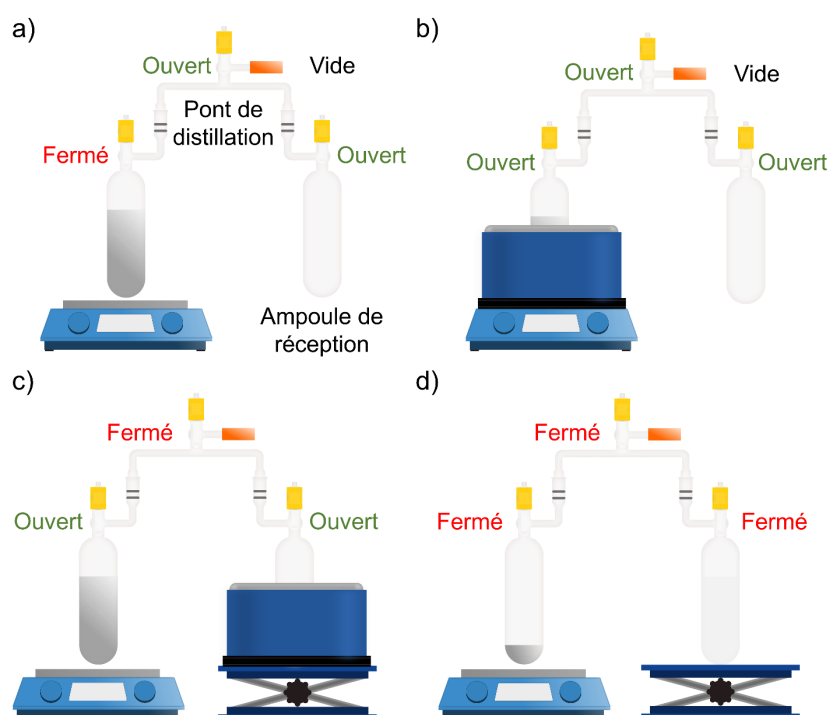 a)
Ouvert
Vide
Pont de
distillation
Fermé
Ouvert
Ampoule de
réception
b)
Ouvert
Vide
Ouvert
Ouvert
c)
Fermé
Ouvert
Ouvert
d)
Fermé
Fermé
Fermé